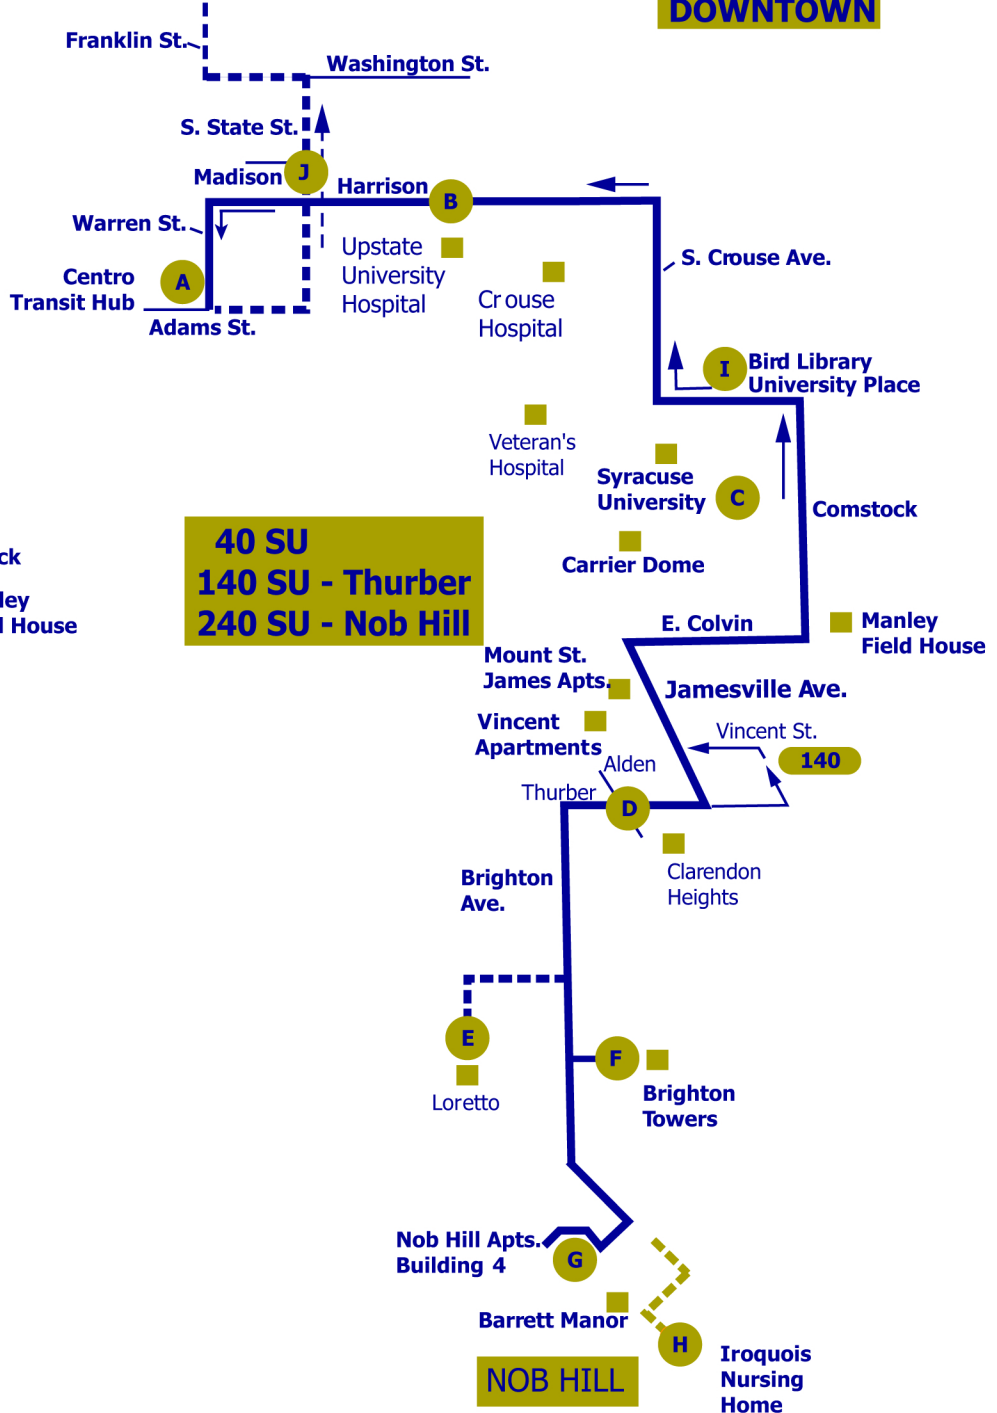 DOWNTOWN
Franklin St.
Washington St.
S. State St.
J
Madison
Harrison
B
Warren St.
S. Crouse Ave.
Upstate
University
Hospital
Centro
Transit Hub
A
Crouse
Hospital
Adams St.
I
Bird Library
University Place
Veteran's
Hospital
Syracuse
University
C
Comstock
40 SU
140 SU - Thurber
240 SU - Nob Hill
ck
ley
House
Carrier Dome
E. Colvin
Manley
Field House
Mount St.
James Apts.
Jamesville Ave.
Vincent
Apartments
Vincent St.
140
Alden
Thurber
D
Clarendon
Heights
Brighton
Ave.
E
Loretto
F
Brighton
Towers
Nob Hill Apts.
Building 4
G
Barrett Manor
H
Iroquois
Nursing
Home
NOB HILL